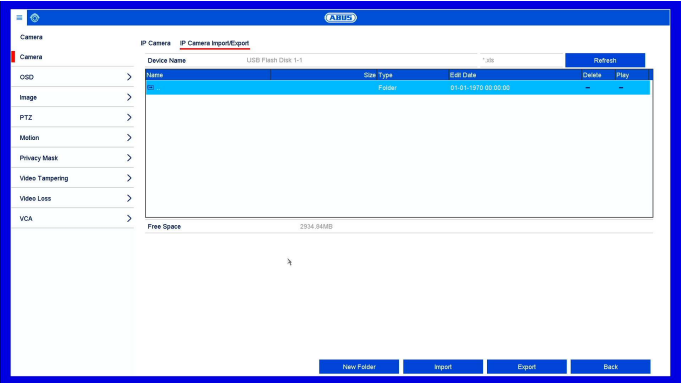 ABUS
Camera
IP Camera IP Camera Import/Export
Camera
Device Name USB Flash Disk 1-1 *.xls Refresh
OSD
Name Size Type Edit Date Delete Play
.. Folder 01-01-1970 00:00:00 – –
Image
PTZ
Motion
Privacy Mask
Video Tampering
Video Loss
VCA
Free Space 2934.84MB
New Folder Import Export Back